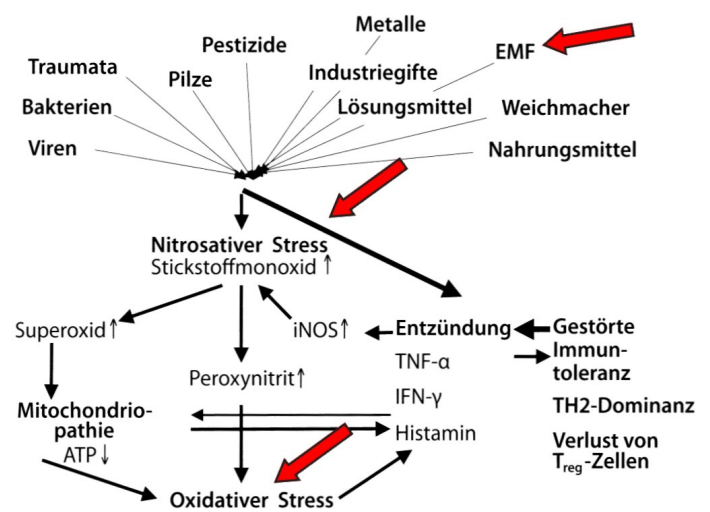 Metalle
Pestizide
EMF
Traumata
Pilze
Industriegifte
Bakterien
Lösungsmittel
Weichmacher
Viren
Nahrungsmittel
Nitrosativer Stress
Stickstoffmonoxid ↑
Superoxid ↑
iNOS ↑
Entzündung
Gestörte
Immun-
toleranz
TNF-α
Peroxynitrit ↑
IFN-γ
TH2-Dominanz
Mitochondrio-
pathie
ATP ↓
Histamin
Verlust von
Treg-Zellen
Oxidativer Stress